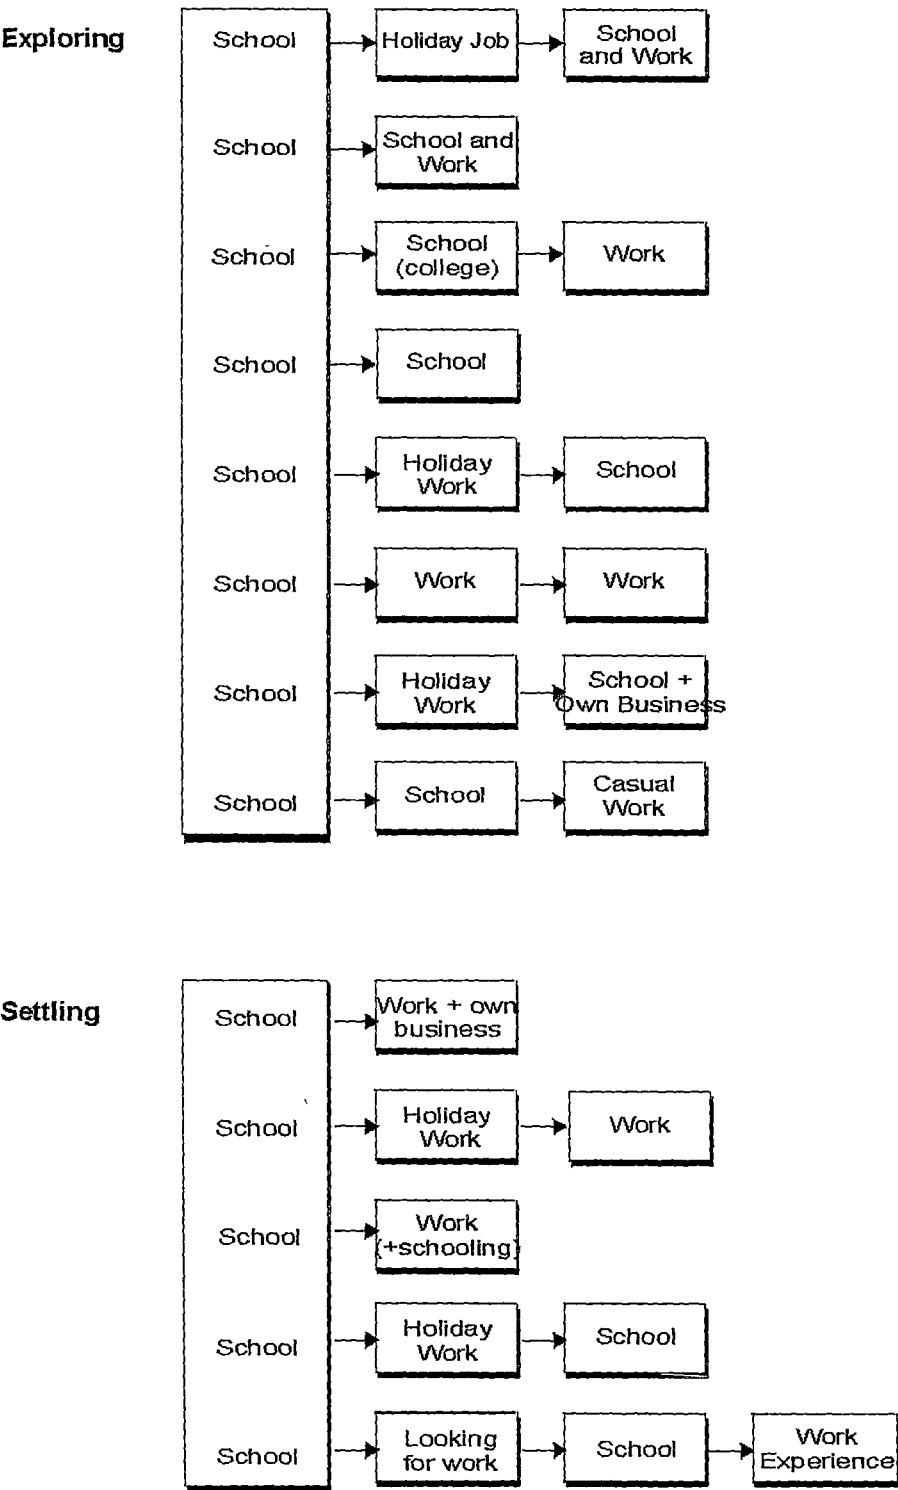 Exploring
School
Holiday Job
School
and Work
School
School and
Work
School
School
(college)
Work
School
School
School
Holiday
Work
School
School
Work
Work
School
Holiday
Work
School +
Own Business
School
School
Casual
Work
Settling
School
Work + own
business
School
Holiday
Work
Work
School
Work
(+schooling)
School
Holiday
Work
School
School
Looking
for work
School
Work
Experience